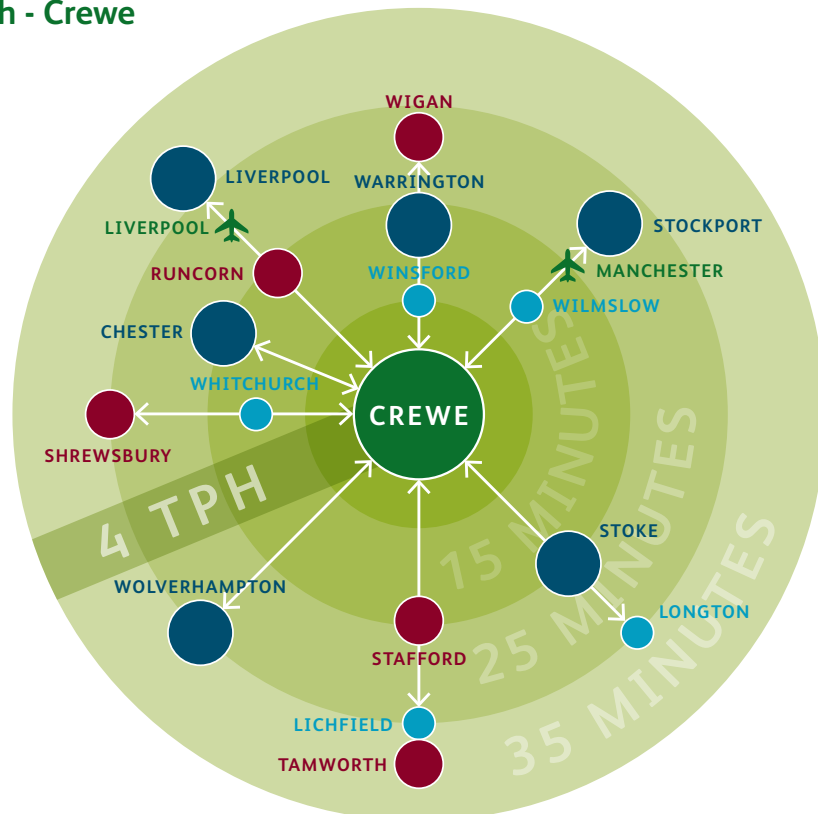 h - Crewe
WIGAN
LIVERPOOL
WARRINGTON
LIVERPOOL
STOCKPORT
RUNCORN
WINSFORD
MANCHESTER
WILMSLOW
CHESTER
WHITCHURCH
CREWE
SHREWSBURY
4 TPH
15 MINUTES
25 MINUTES
35 MINUTES
STOKE
WOLVERHAMPTON
LONGTON
STAFFORD
LICHFIELD
TAMWORTH